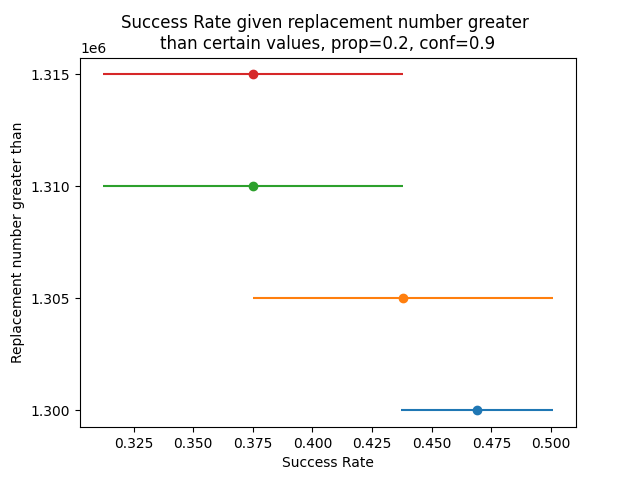 Success Rate given replacement number greater
than certain values, prop=0.2, conf=0.9
1e6
1.315
1.310
1.305
1.300
Replacement number greater than
0.325 0.350 0.375 0.400 0.425 0.450 0.475 0.500
Success Rate